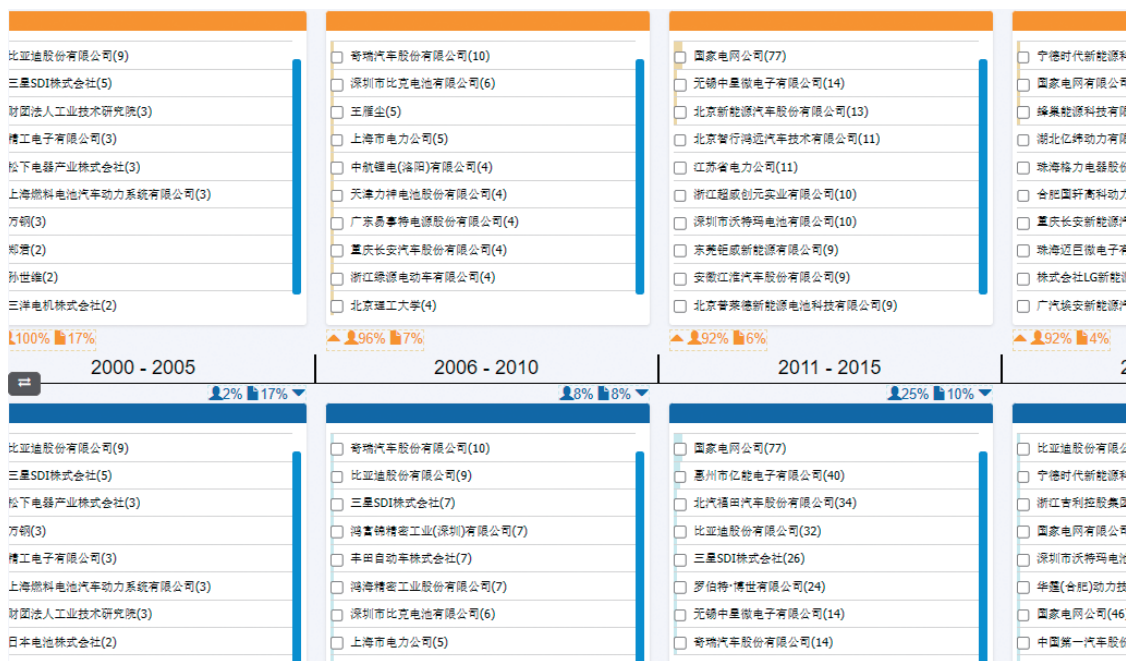 比亚迪股份有限公司(9)
三星SDI株式会社(5)
财团法人工业技术研究院(3)
精工电子有限公司(3)
松下电器产业株式会社(3)
上海燃料电池汽车动力系统有限公司(3)
万钢(3)
郑君(2)
孙世维(2)
三洋电机株式会社(2)
100% 17%
奇瑞汽车股份有限公司(10)
深圳市比克电池有限公司(6)
王雁尘(5)
上海市电力公司(5)
中航锂电(洛阳)有限公司(4)
天津力神电池股份有限公司(4)
广东易事特电源股份有限公司(4)
重庆长安汽车股份有限公司(4)
浙江绿源电动车有限公司(4)
北京理工大学(4)
96% 7%
国家电网公司(77)
无锡中星微电子有限公司(14)
北京新能源汽车股份有限公司(13)
北京智行鸿远汽车技术有限公司(11)
江苏省电力公司(11)
浙江超威创元实业有限公司(10)
深圳市沃特玛电池有限公司(10)
东莞钜威新能源有限公司(9)
安徽江淮汽车股份有限公司(9)
北京普莱德新能源电池科技有限公司(9)
92% 6%
宁德时代新能源科
国家电网有限公司
蜂巢能源科技有限
湖北亿纬动力有限
珠海格力电器股份
合肥国轩高科动力
重庆长安新能源汽
珠海迈巨微电子有
株式会社LG新能源
广汽埃安新能源汽
92% 4%
2000 - 2005
2006 - 2010
2011 - 2015
2
2% 17%
8% 8%
25% 10%
比亚迪股份有限公司(9)
三星SDI株式会社(5)
松下电器产业株式会社(3)
万钢(3)
精工电子有限公司(3)
上海燃料电池汽车动力系统有限公司(3)
财团法人工业技术研究院(3)
日本电池株式会社(2)
奇瑞汽车股份有限公司(10)
比亚迪股份有限公司(9)
三星SDI株式会社(7)
鸿富锦精密工业(深圳)有限公司(7)
丰田自动车株式会社(7)
鸿海精密工业股份有限公司(7)
深圳市比克电池有限公司(6)
上海市电力公司(5)
国家电网公司(77)
惠州市亿能电子有限公司(40)
北汽福田汽车股份有限公司(34)
比亚迪股份有限公司(32)
三星SDI株式会社(26)
罗伯特·博世有限公司(24)
无锡中星微电子有限公司(14)
奇瑞汽车股份有限公司(14)
比亚迪股份有限公
宁德时代新能源科
浙江吉利控股集团
国家电网有限公司
深圳市沃特玛电池
华霆(合肥)动力技
国家电网公司(46)
中国第一汽车股份